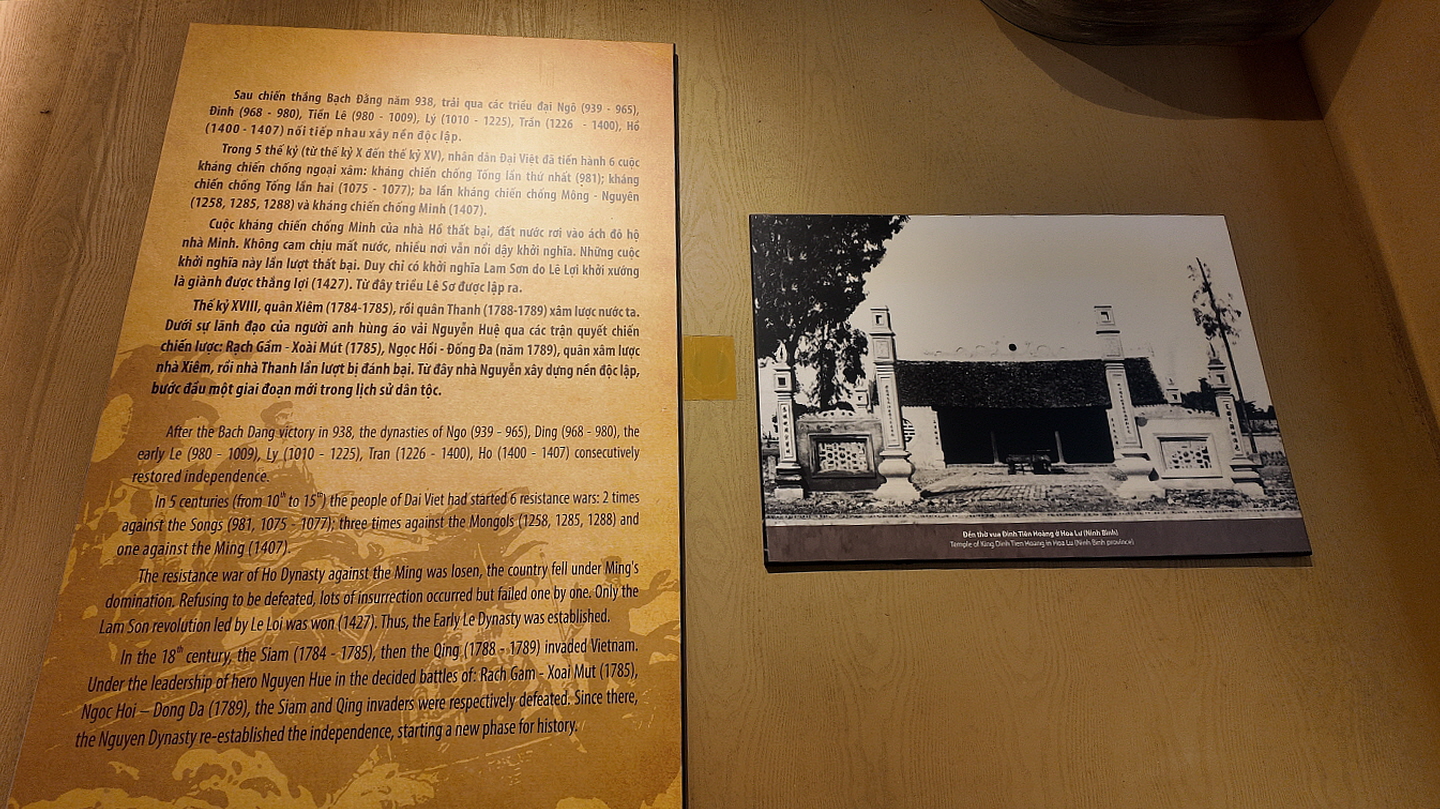 Sau chiến thắng Bạch Đằng năm 938, trải qua các triều đại Ngô (939 - 965),
Đinh (968 - 980), Tiền Lê (980 - 1009), Lý (1010 - 1225), Trần (1226 - 1400), Hồ
(1400 - 1407) nối tiếp nhau xây nền độc lập.
Trong 5 thế kỷ (từ thế kỷ X đến thế kỷ XV), nhân dân Đại Việt đã tiến hành 6 cuộc
kháng chiến chống ngoại xâm: kháng chiến chống Tống lần thứ nhất (981); kháng
chiến chống Tống lần hai (1075 - 1077); ba lần kháng chiến chống Mông - Nguyên
(1258, 1285, 1288) và kháng chiến chống Minh (1407).
Cuộc kháng chiến chống Minh của nhà Hồ thất bại, đất nước rơi vào ách đô hộ
nhà Minh. Không cam chịu mất nước, nhiều nơi vẫn nổi dậy khởi nghĩa. Những cuộc
khởi nghĩa này lần lượt thất bại. Duy chỉ có khởi nghĩa Lam Sơn do Lê Lợi khởi xướng
là giành được thắng lợi (1427). Từ đây triều Lê Sơ được lập ra.
Thế kỷ XVIII, quân Xiêm (1784-1785), rồi quân Thanh (1788-1789) xâm lược nước ta.
Dưới sự lãnh đạo của người anh hùng áo vải Nguyễn Huệ qua các trận quyết chiến
chiến lược: Rạch Gầm - Xoài Mút (1785), Ngọc Hồi - Đống Đa (năm 1789), quân xâm lược
nhà Xiêm, rồi nhà Thanh lần lượt bị đánh bại. Từ đây nhà Nguyễn xây dựng nền độc lập,
bước đầu một giai đoạn mới trong lịch sử dân tộc.
After the Bach Dang victory in 938, the dynasties of Ngo (939 - 965), Ding (968 - 980), the
early Le (980 - 1009), Ly (1010 - 1225), Tran (1226 - 1400), Ho (1400 - 1407) consecutively
restored independence.
In 5 centuries (from 10th to 15th) the people of Dai Viet had started 6 resistance wars: 2 times
against the Songs (981, 1075 - 1077); three times against the Mongols (1258, 1285, 1288) and
one against the Ming (1407).
The resistance war of Ho Dynasty against the Ming was losen, the country fell under Ming's
domination. Refusing to be defeated, lots of insurrection occurred but failed one by one. Only the
Lam Son revolution led by Le Loi was won (1427). Thus, the Early Le Dynasty was established.
In the 18th century, the Siam (1784 - 1785), then the Qing (1788 - 1789) invaded Vietnam.
Under the leadership of hero Nguyen Hue in the decided battles of: Rach Gam - Xoai Mut (1785),
Ngoc Hoi – Dong Da (1789), the Siam and Qing invaders were respectively defeated. Since there,
the Nguyen Dynasty re-established the independence, starting a new phase for history.
Đền thờ vua Đinh Tiên Hoàng ở Hoa Lư (Ninh Bình)
Temple of King Dinh Tien Hoang in Hoa Lu (Ninh Binh province)